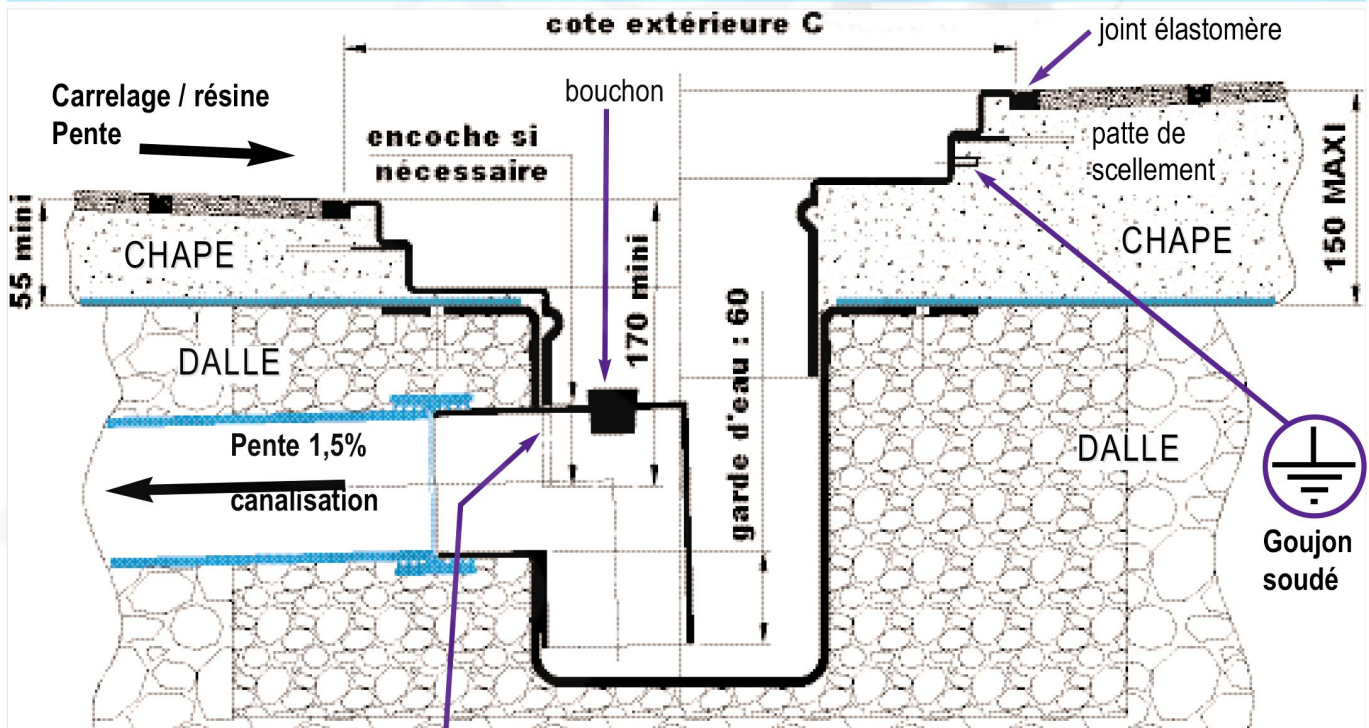 cote extérieure C
joint élastomère
Carrelage / résine
Pente
bouchon
encoche si
nécessaire
patte de
scellement
55 mini
CHAPE
170 mini
CHAPE
150 MAXI
garde d'eau : 60
DALLE
DALLE
Pente 1,5%
canalisation
Goujon
soudé